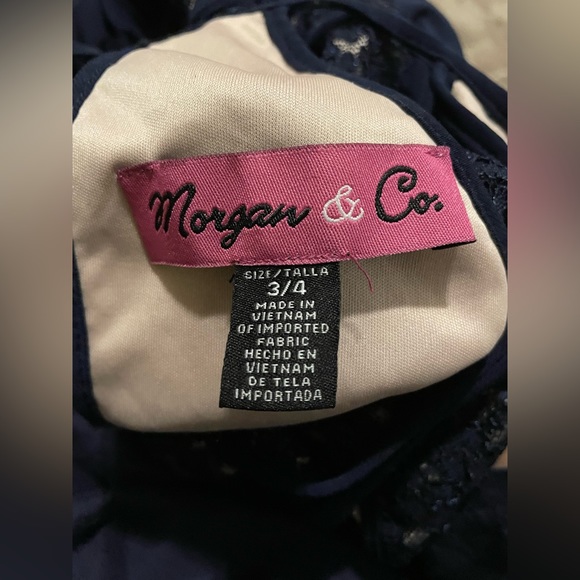 Morgan & Co.
SIZE/TALLA
3/4
MADE IN
VIETNAM
OF IMPORTED
FABRIC
HECHO EN
VIETNAM
DE TELA
IMPORTADA